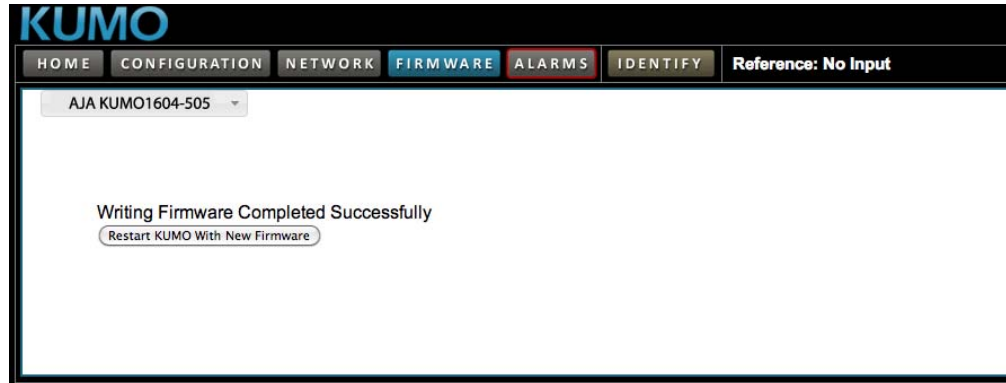 KUMO
HOME CONFIGURATION NETWORK FIRMWARE ALARMS IDENTIFY Reference: No Input
AJA KUMO1604-505
Writing Firmware Completed Successfully
Restart KUMO With New Firmware